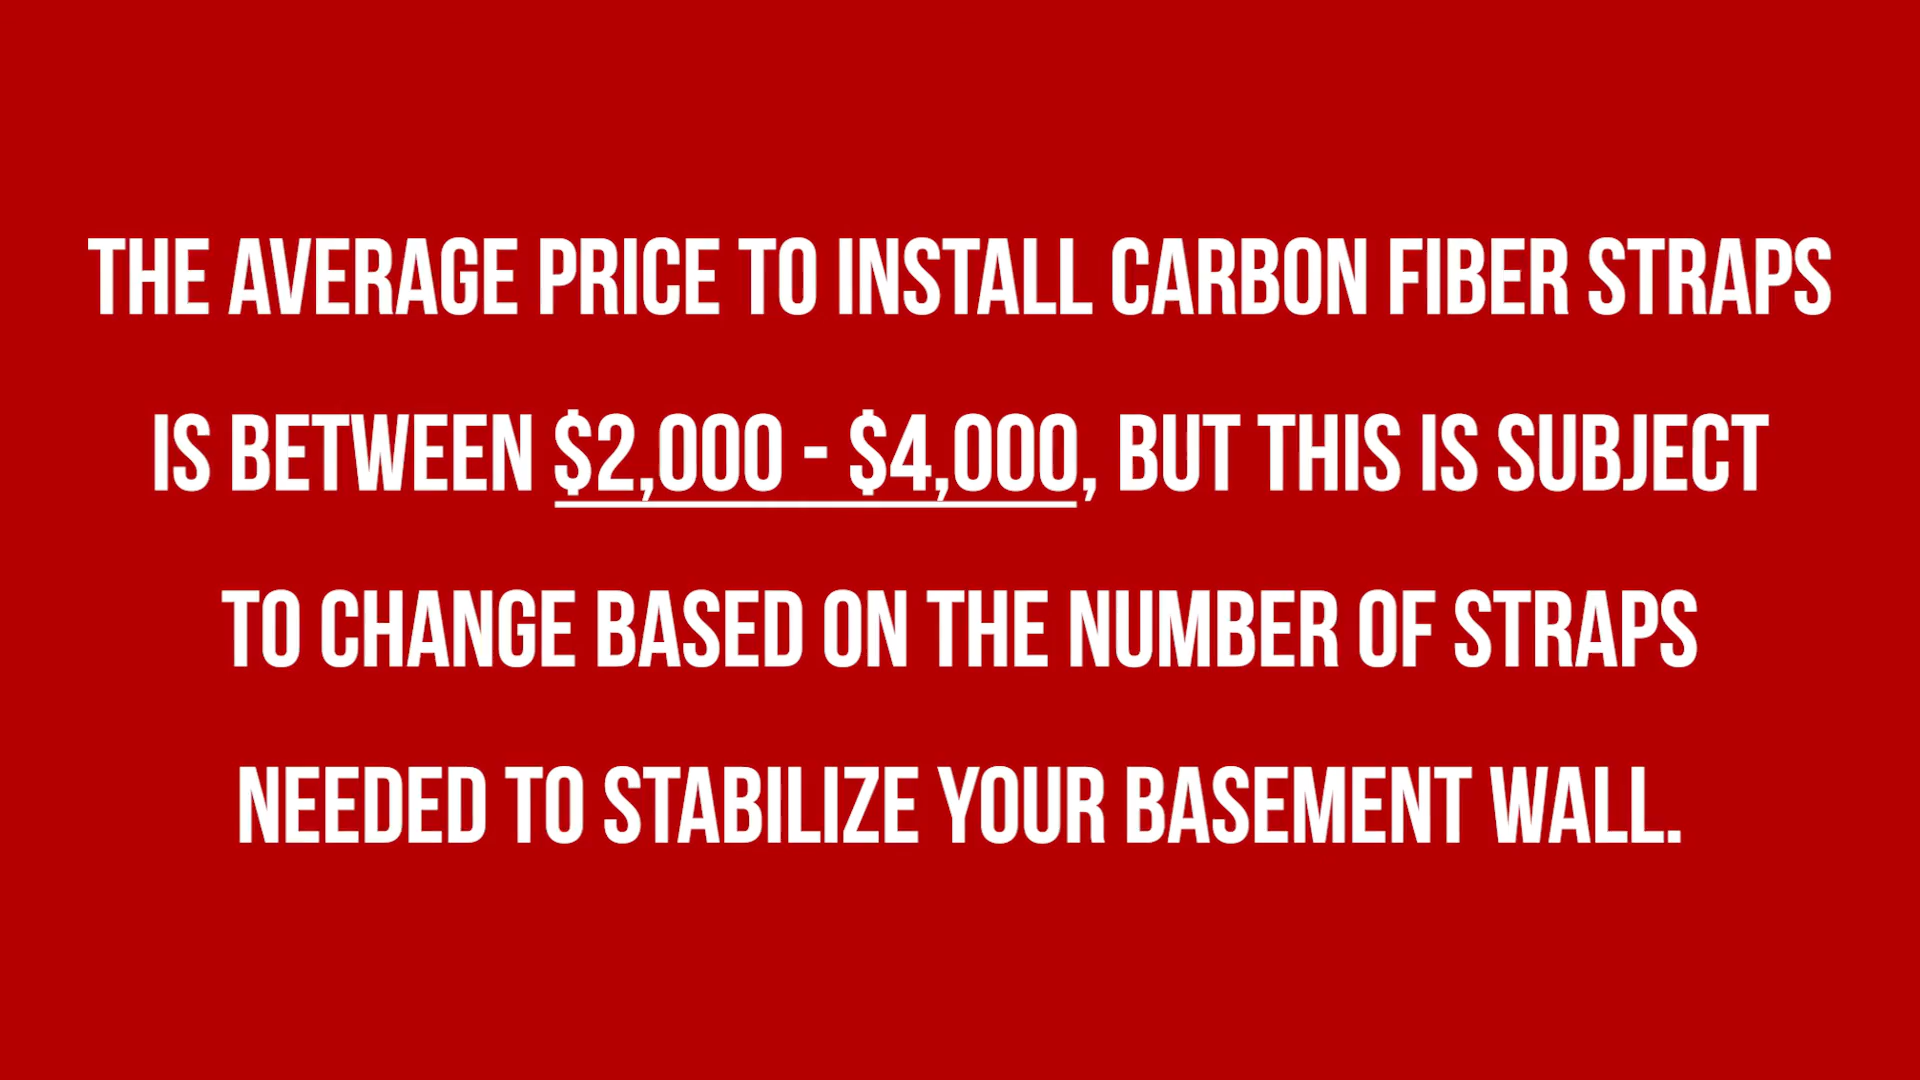 THE AVERAGE PRICE TO INSTALL CARBON FIBER STRAPS
IS BETWEEN $2,000 - $4,000, BUT THIS IS SUBJECT
TO CHANGE BASED ON THE NUMBER OF STRAPS
NEEDED TO STABILIZE YOUR BASEMENT WALL.